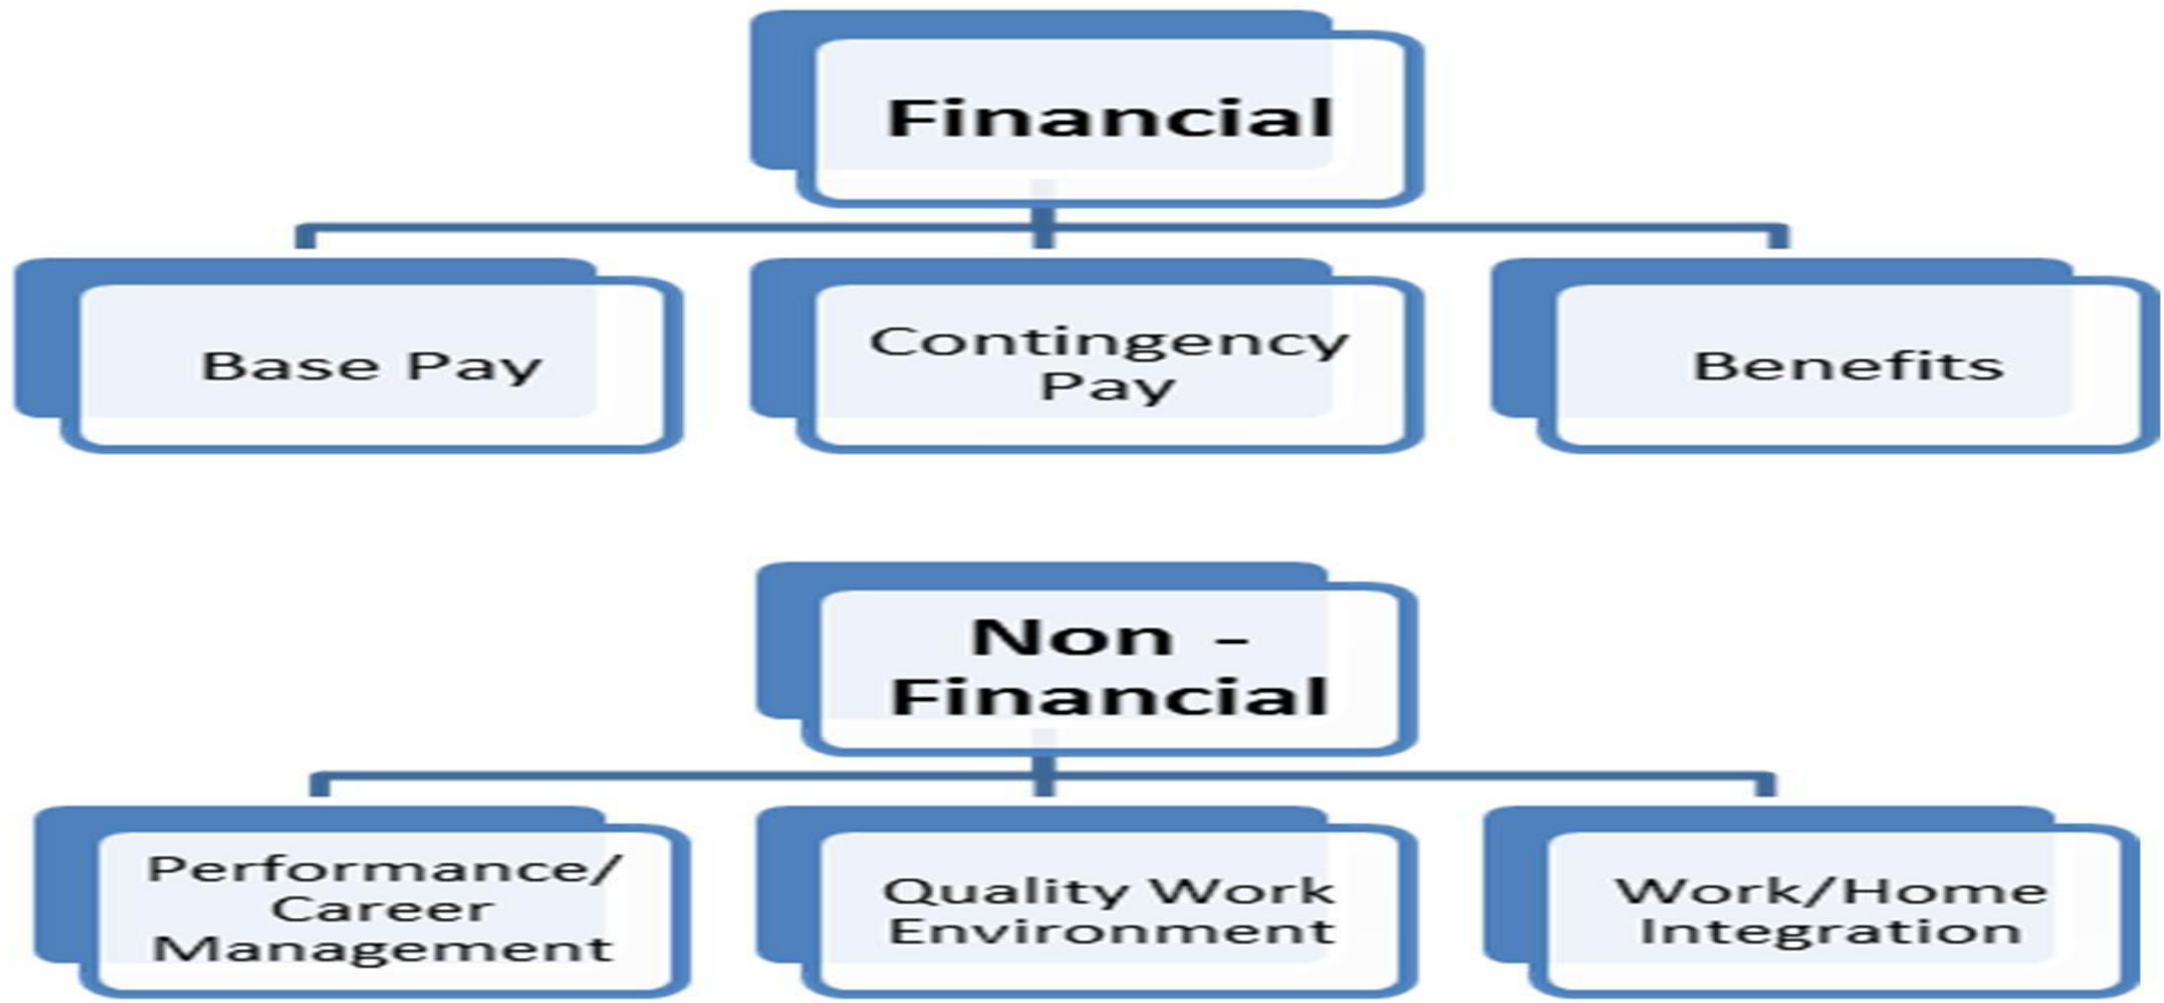 Financial
Base Pay
Contingency
Pay
Benefits
Non -
Financial
Performance/
Career
Management
Quality Work
Environment
Work/Home
Integration